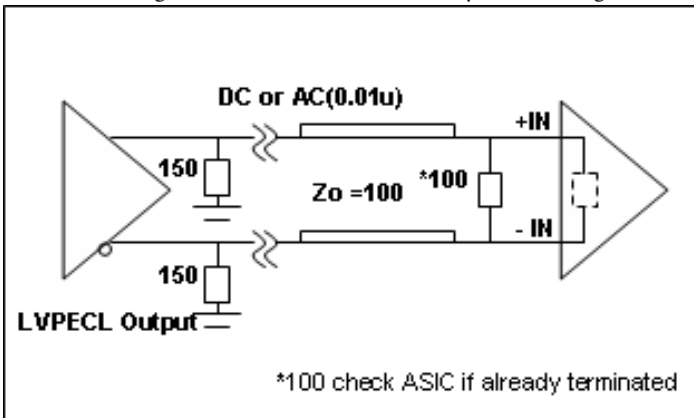 DC or AC(0.01u)
+IN
150
*100
Zo =100
- IN
150
LVPECL Output
*100 check ASIC if already terminated